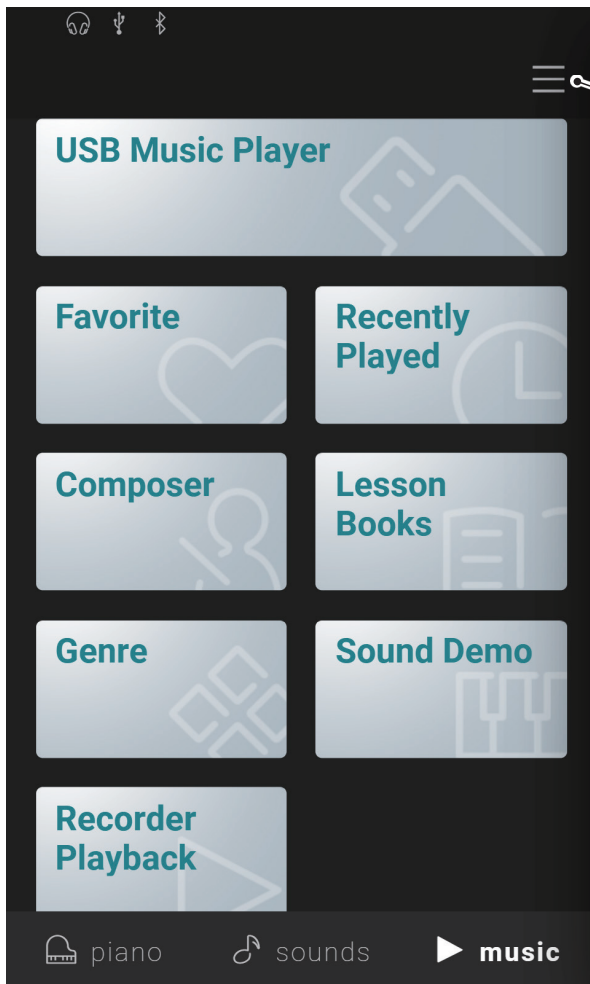 USB Music Player
Favorite
Recently
Played
Composer
Lesson
Books
Genre
Sound Demo
Recorder
Playback
piano
sounds
music